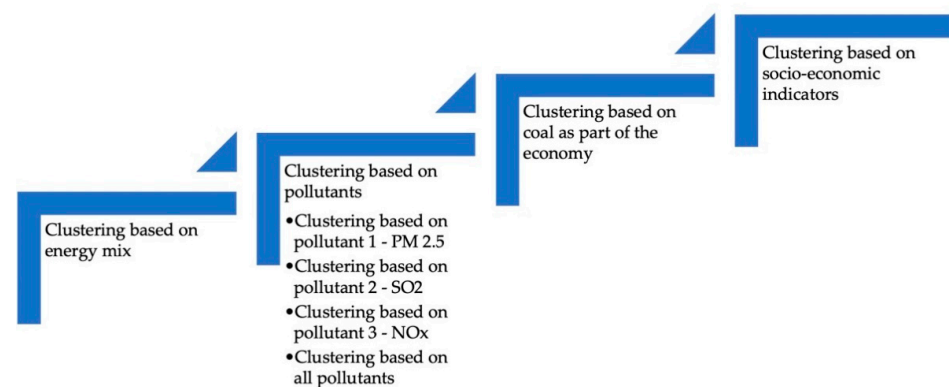 Clustering based on
energy mix
Clustering based on
pollutants
•Clustering based on
pollutant 1 - PM 2.5
•Clustering based on
pollutant 2 - SO2
•Clustering based on
pollutant 3 - NOx
•Clustering based on
all pollutants
Clustering based on
coal as part of the
economy
Clustering based on
socio-economic
indicators